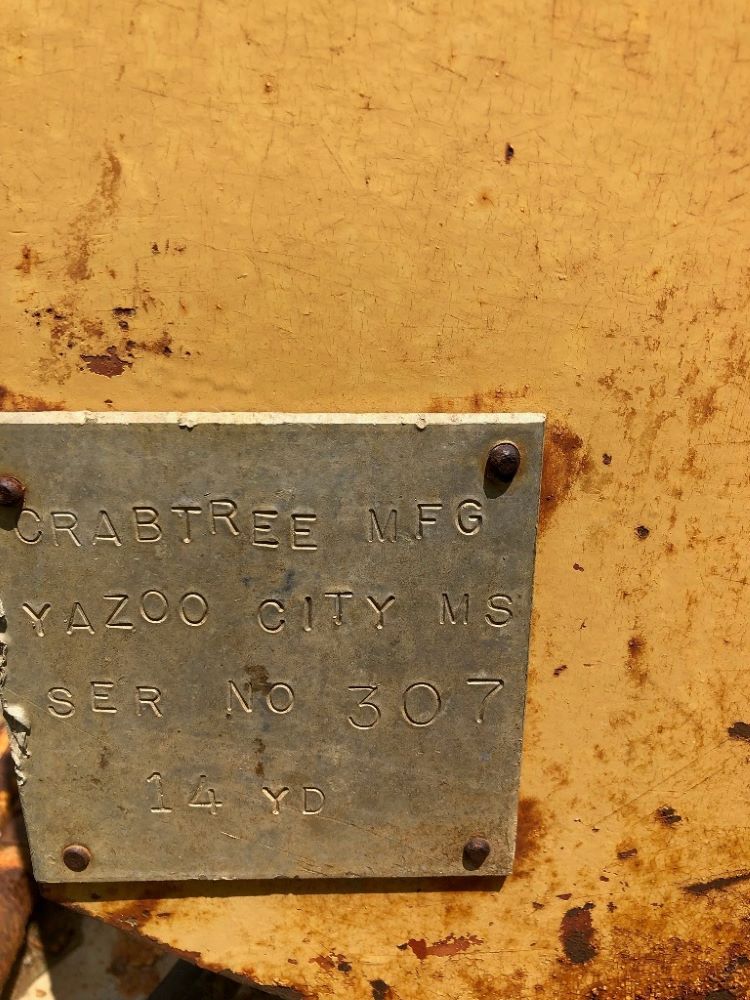 CRABTREE MFG
YAZOO CITY MS
SER NO 307
14 YD